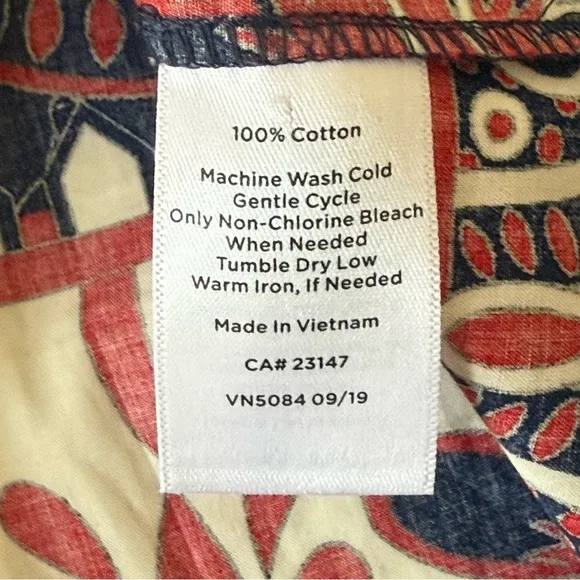 100% Cotton
Machine Wash Cold
Gentle Cycle
Only Non-Chlorine Bleach
When Needed
Tumble Dry Low
Warm Iron, If Needed
Made In Vietnam
CA# 23147
VN5084 09/19